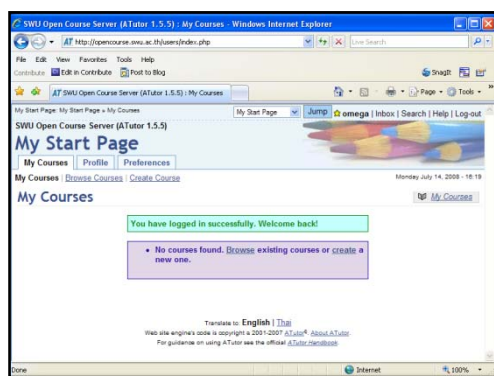 SWU Open Course Server (ATutor 1.5.5) : My Courses - Windows Internet Explorer
http://opencourse.swu.ac.th/users/index.php
Live Search
File Edit View Favorites Tools Help
Contribute Edit in Contribute Post to Blog
SnagIt
SWU Open Course Server (ATutor 1.5.5) : My Courses
Page Tools
My Start Page: My Start Page » My Courses
My Start Page Jump omega | Inbox | Search | Help | Log-out
SWU Open Course Server (ATutor 1.5.5)
My Start Page
My Courses Profile Preferences
My Courses | Browse Courses | Create Course
Monday July 14, 2008 - 16:19
My Courses
My Courses
You have logged in successfully. Welcome back!
• No courses found. Browse existing courses or create a
new one.
Translate to: English | Thai
Web site engine's code is copyright © 2001-2007 ATutor®. About ATutor.
For guidance on using ATutor see the official ATutor Handbook.
Done
Internet
100%